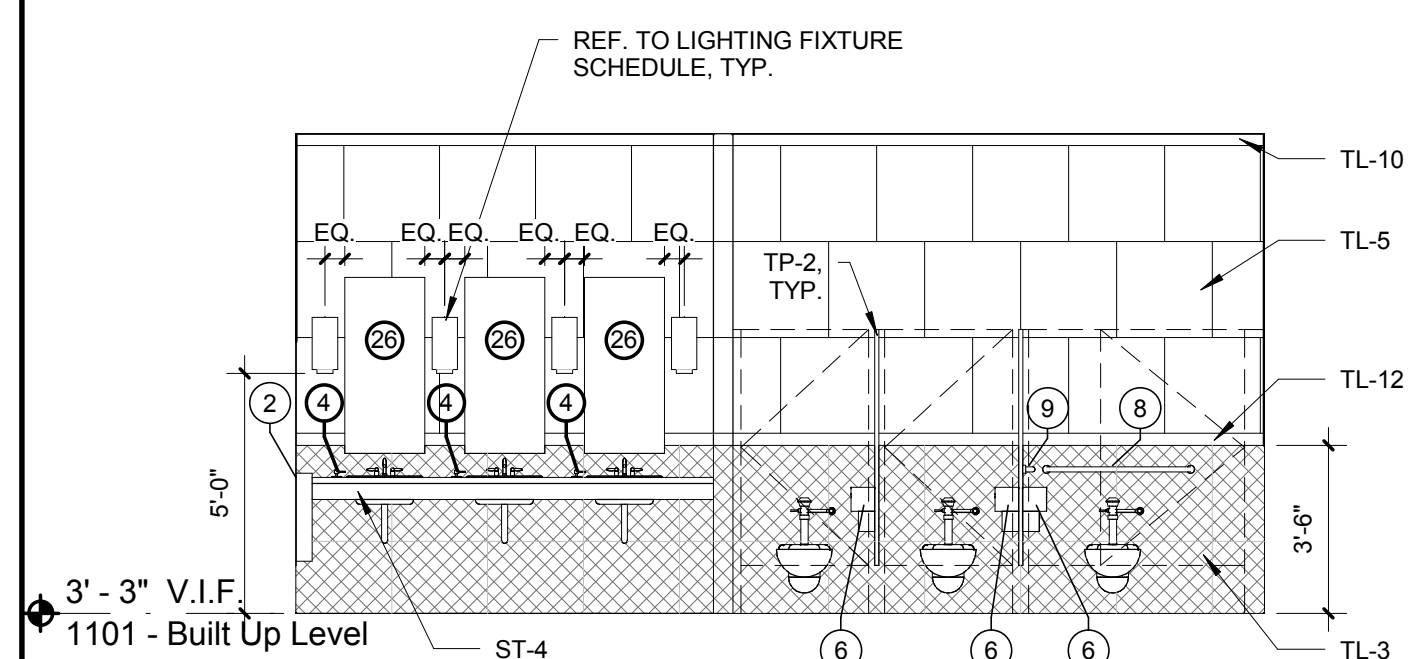 REF. TO LIGHTING FIXTURE
SCHEDULE, TYP.
TL-10
EQ. EQ. EQ. EQ. EQ. EQ.
TL-5
TP-2,
TYP.
26 26 26
TL-12
2 4 4 4 9 8
5'-0"
3'-6"
3' - 3" V.I.F.
1101 - Built Up Level
ST-4
6 6 6
TL-3